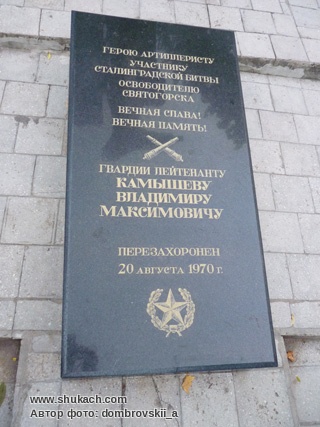 ГЕРОЮ АРТИЛЛЕРИСТУ
УЧАСТНИКУ
СТАЛИНГРАДСКОЙ БИТВЫ
ОСВОБОДИТЕЛЮ
СВЯТОГОРСКА
ВЕЧНАЯ СЛАВА!
ВЕЧНАЯ ПАМЯТЬ!
ГВАРДИИ ЛЕЙТЕНАНТУ
КАМЫШЕВУ
ВЛАДИМИРУ
МАКСИМОВИЧУ
ПЕРЕЗАХОРОНЕН
20 АВГУСТА 1970 Г.
www.shukach.com
Автор фото: dombrovskii_a